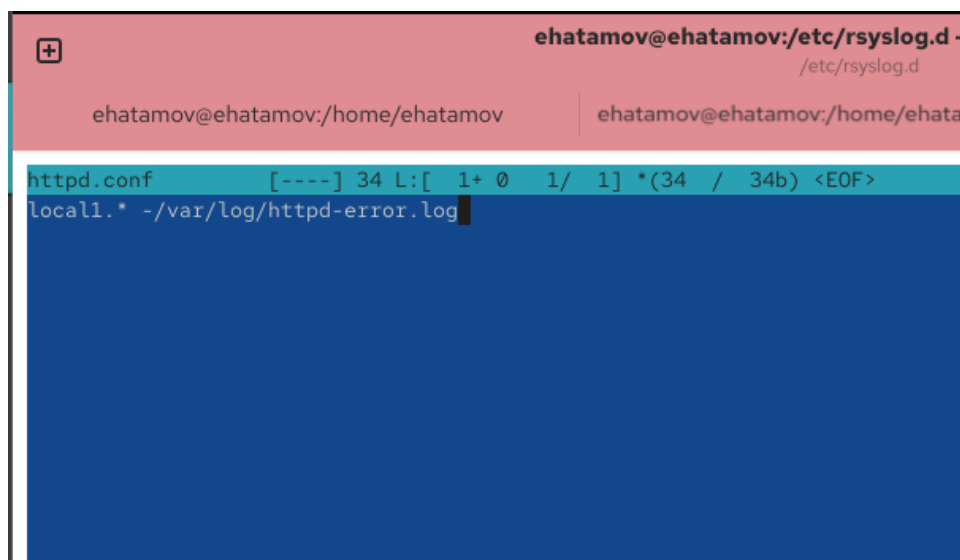 ehatamov@ehatamov:/etc/rsyslog.d -
/etc/rsyslog.d
ehatamov@ehatamov:/home/ehatamov
ehatamov@ehatamov:/home/ehata
httpd.conf [----] 34 L:[ 1+ 0 1/ 1] *(34 / 34b) <EOF>
local1.* -/var/log/httpd-error.log